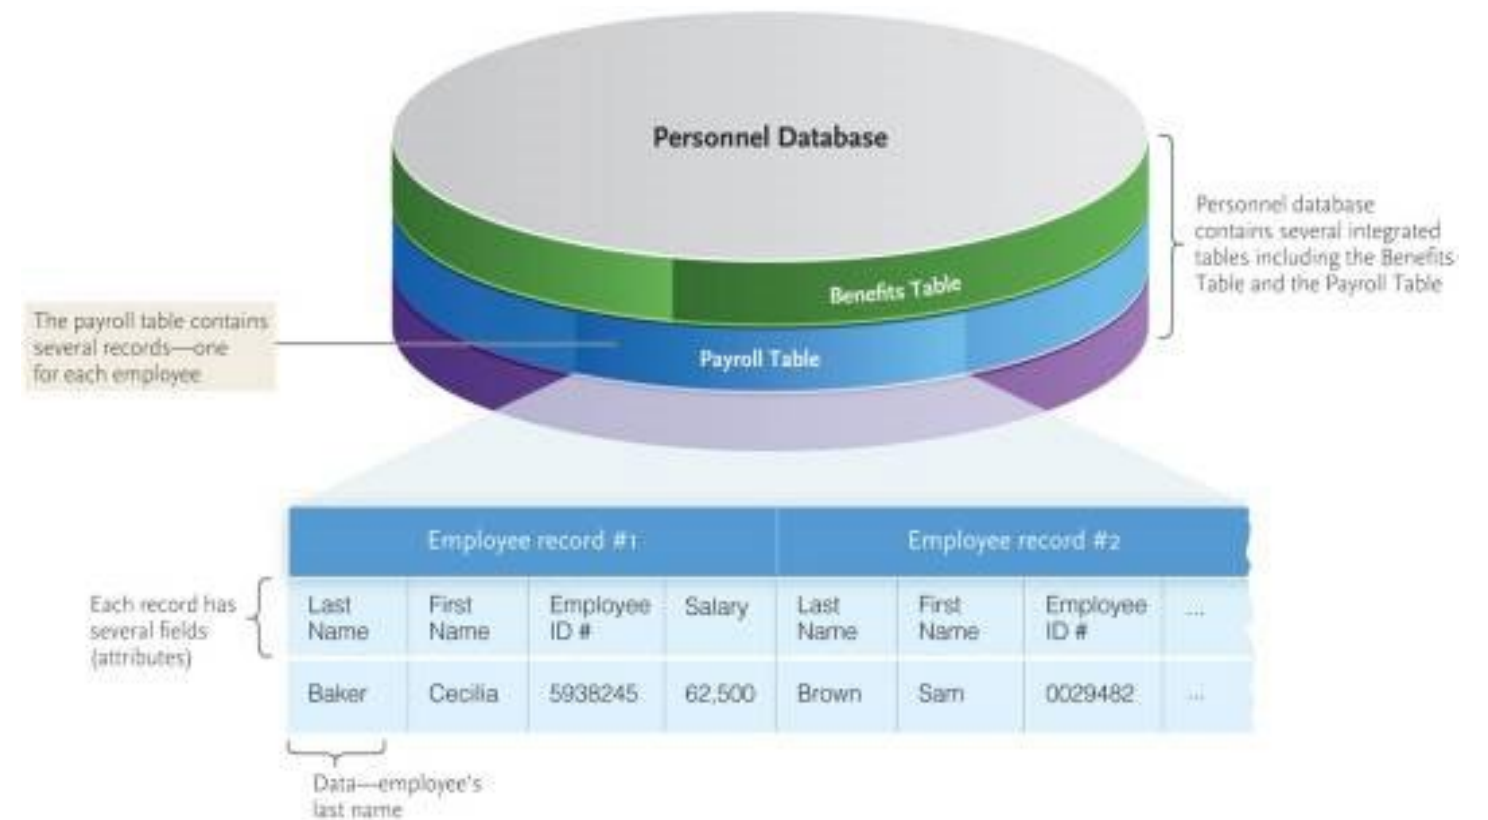 Personnel Database
Benefits Table
Payroll Table
Personnel database
contains several integrated
tables including the Benefits
Table and the Payroll Table
The payroll table contains
several records—one
for each employee
Employee record #1
Employee record #2
Each record has
several fields
(attributes)
Last
Name
First
Name
Employee
ID #
Salary
Last
Name
First
Name
Employee
ID #
...
Baker
Cecilia
5938245
62,500
Brown
Sam
0029482
...
Data—employee's
last name